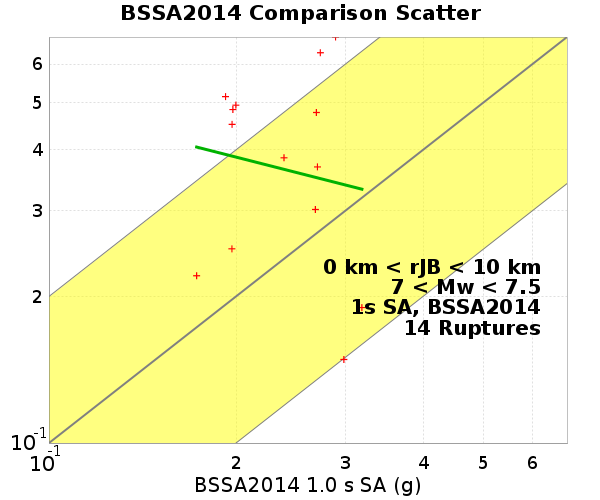 BSSA2014 Comparison Scatter
6
5
4
3
2
10-1
0 km < rJB < 10 km
7 < Mw < 7.5
1s SA, BSSA2014
14 Ruptures
10-1 2 3 4 5 6
BSSA2014 1.0 s SA (g)